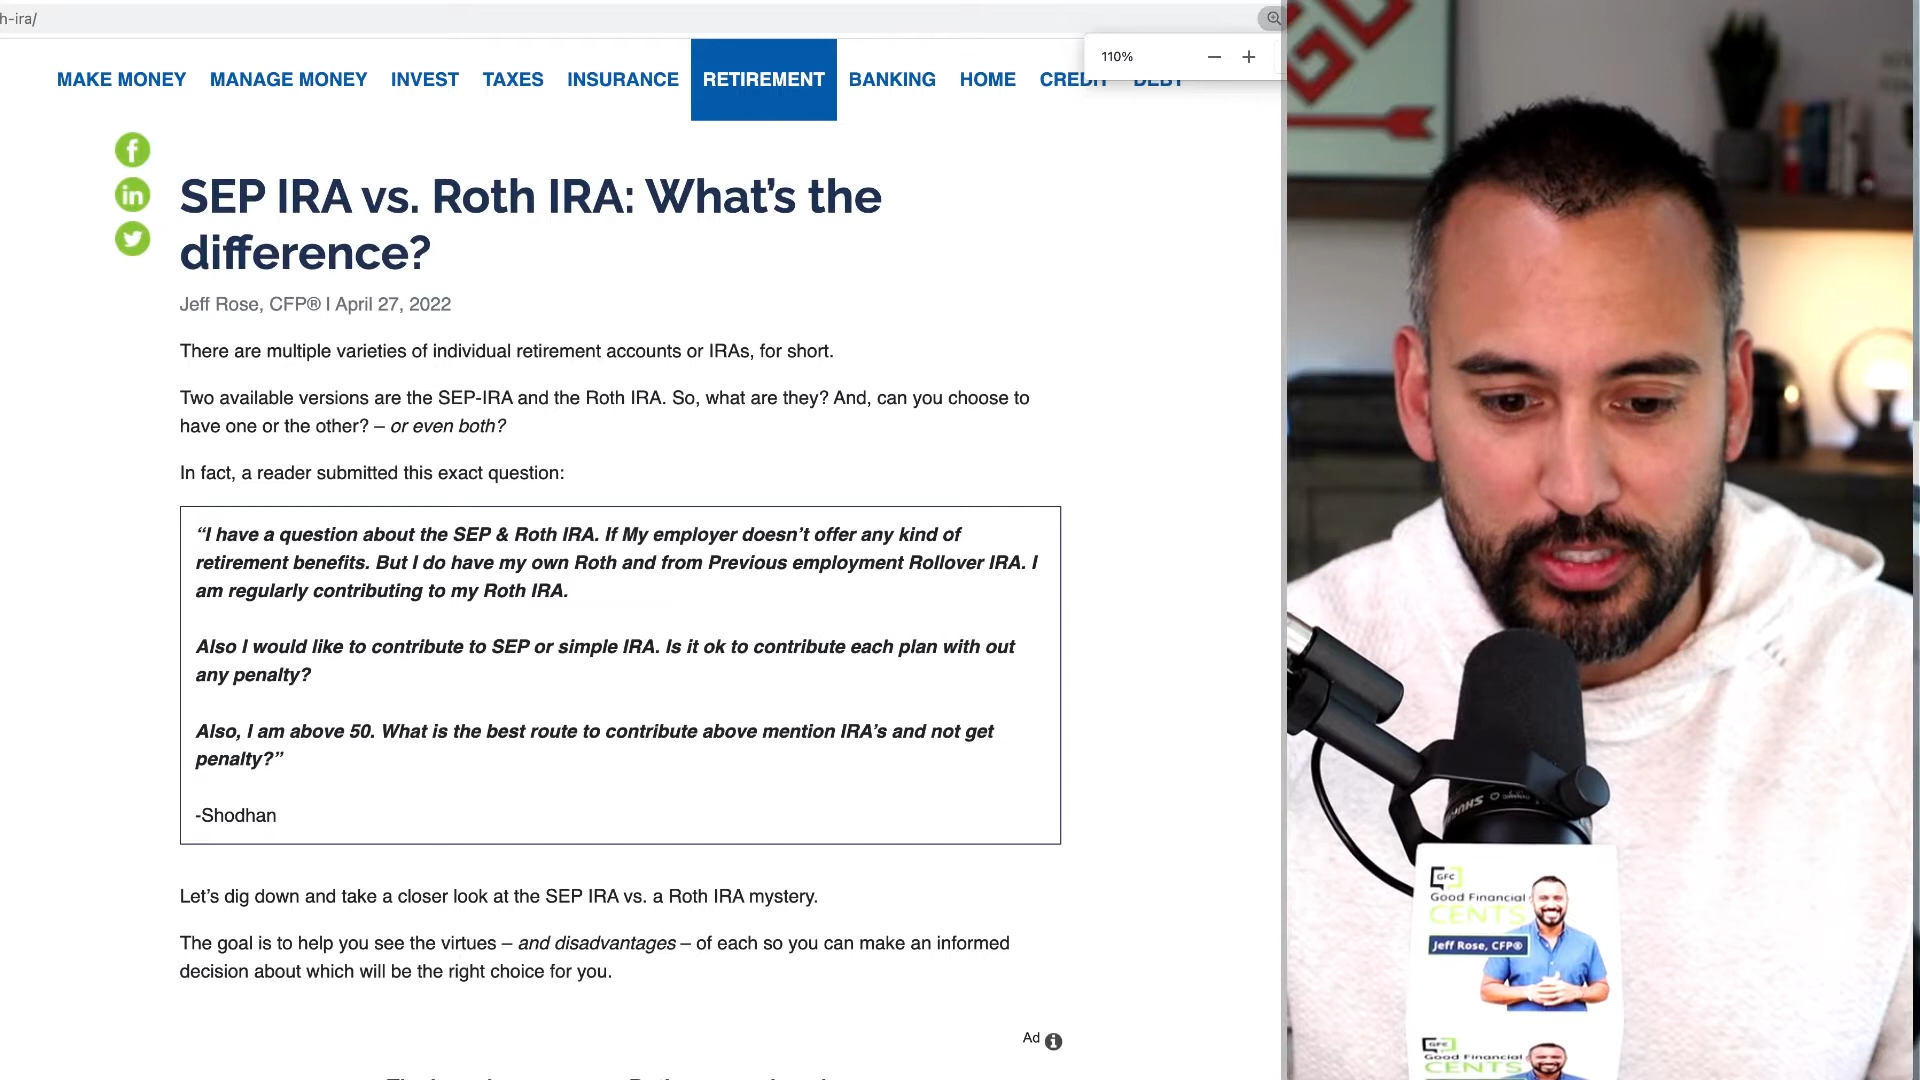 h-ira/
110%
MAKE MONEY MANAGE MONEY INVEST TAXES INSURANCE RETIREMENT BANKING HOME CREDIT DEBT
SEP IRA vs. Roth IRA: What’s the
difference?
Jeff Rose, CFP® I April 27, 2022
There are multiple varieties of individual retirement accounts or IRAs, for short.
Two available versions are the SEP-IRA and the Roth IRA. So, what are they? And, can you choose to
have one or the other? – or even both?
In fact, a reader submitted this exact question:
“I have a question about the SEP & Roth IRA. If My employer doesn’t offer any kind of
retirement benefits. But I do have my own Roth and from Previous employment Rollover IRA. I
am regularly contributing to my Roth IRA.
Also I would like to contribute to SEP or simple IRA. Is it ok to contribute each plan with out
any penalty?
Also, I am above 50. What is the best route to contribute above mention IRA’s and not get
penalty?”
-Shodhan
Let’s dig down and take a closer look at the SEP IRA vs. a Roth IRA mystery.
The goal is to help you see the virtues – and disadvantages – of each so you can make an informed
decision about which will be the right choice for you.
Ad
GO
SHURE
GFC
Good Financial
CENTS
Jeff Rose, CFP®
GFC
Good Financial
CENTS